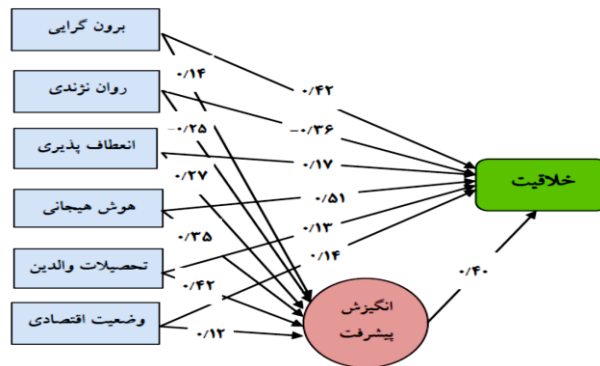 برون گرایی
۰/۱۴
۰/۴۲
روان نژندی
-۰/۲۵
-۰/۳۶
انعطاف پذیری
۰/۲۷
۰/۱۷
خلاقیت
هوش هیجانی
۰/۵۱
۰/۳۵
۰/۱۳
تحصیلات والدین
۰/۱۴
۰/۴۲
۰/۴۰
وضعیت اقتصادی
۰/۱۲
انگیزش
پیشرفت